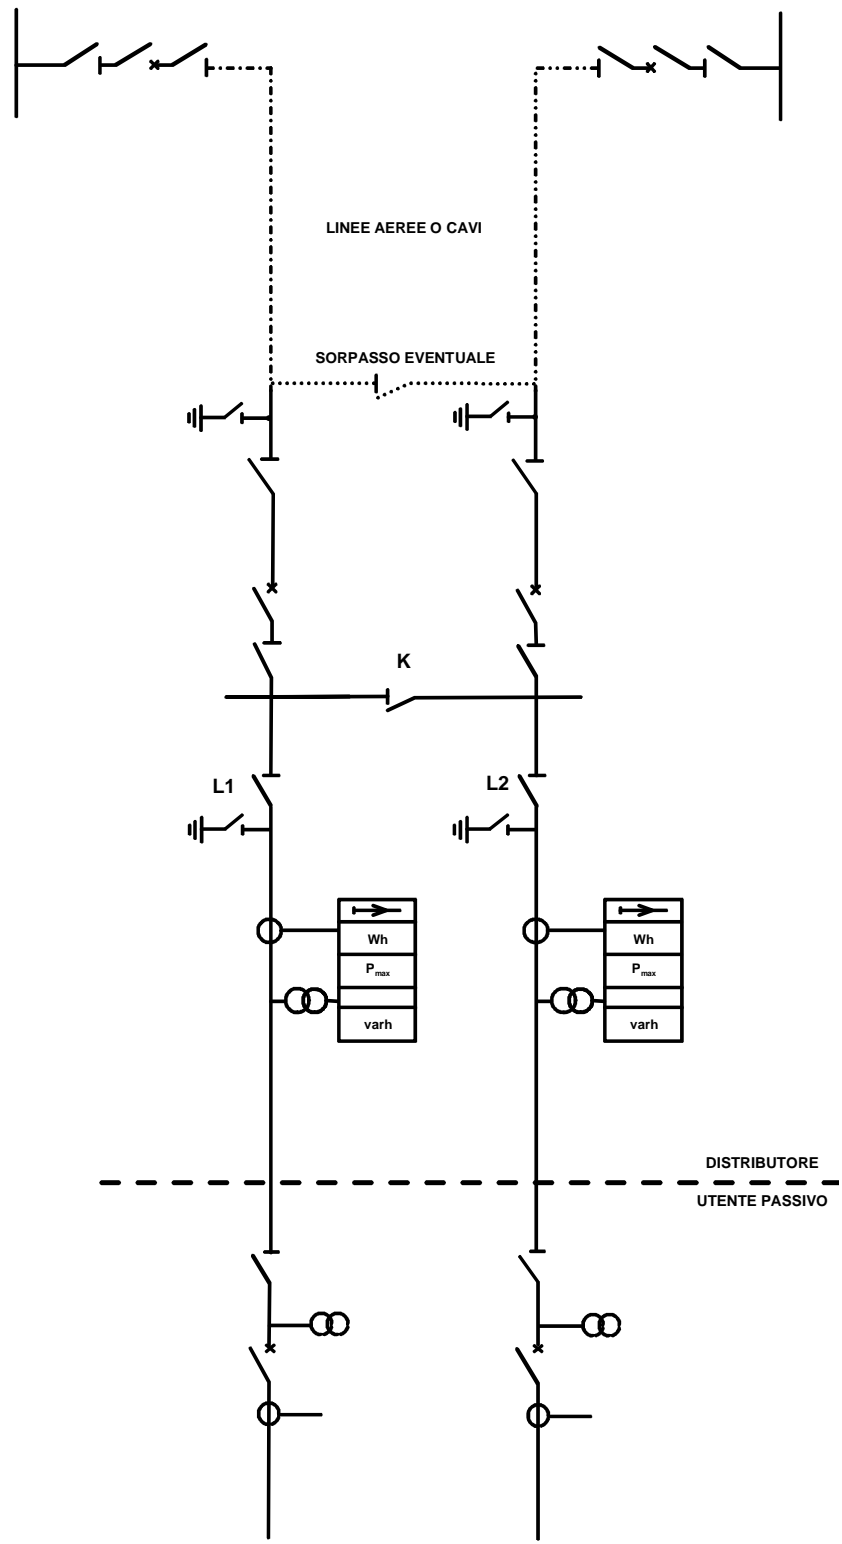 LINEE AEREE O CAVI
SORPASSO EVENTUALE
K
L1
L2
Wh
Pmax
varh
Wh
Pmax
varh
DISTRIBUTORE
UTENTE PASSIVO